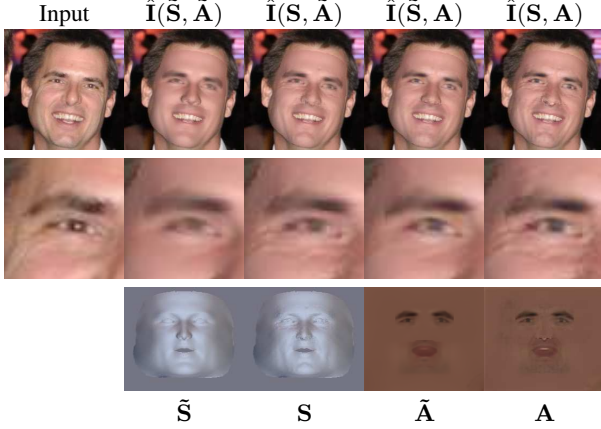 Input Î(S̃, Ã) Î(S, Ã) Î(S̃, A) Î(S, A)
S̃ S Ã A